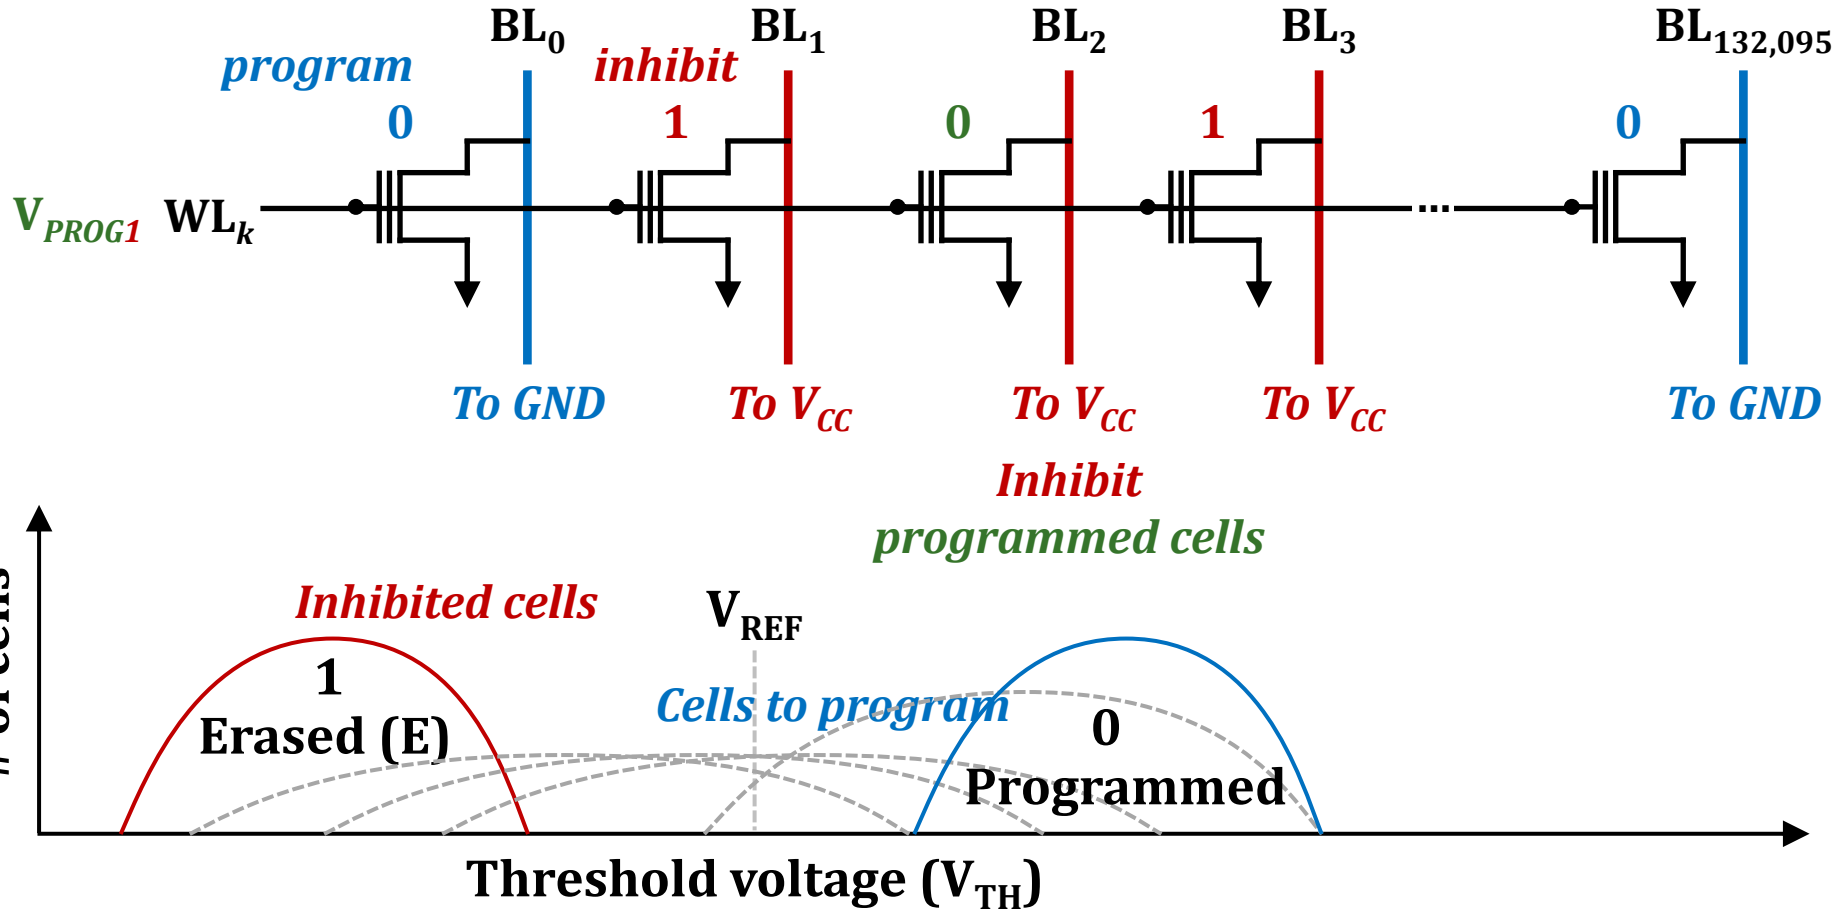 BL0 BL1 BL2 BL3 BL132,095
program inhibit
0 1 0 1 0
VPROG1 WLk ...
To GND To VCC To VCC To VCC To GND
Inhibit
programmed cells
Inhibited cells
VREF
1
Cells to program
Erased (E)
0
Programmed
Threshold voltage (VTH)